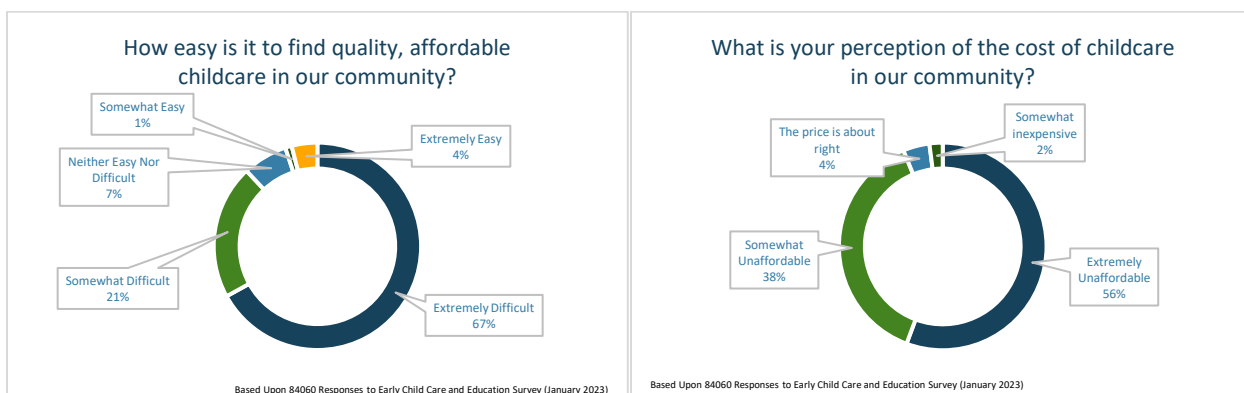 How easy is it to find quality, affordable
childcare in our community?
Somewhat Easy
1%
Extremely Easy
4%
Neither Easy Nor
Difficult
7%
Somewhat Difficult
21%
Extremely Difficult
67%
Based Upon 84060 Responses to Early Child Care and Education Survey (January 2023)
What is your perception of the cost of childcare
in our community?
Somewhat
inexpensive
2%
The price is about
right
4%
Somewhat
Unaffordable
38%
Extremely
Unaffordable
56%
Based Upon 84060 Responses to Early Child Care and Education Survey (January 2023)